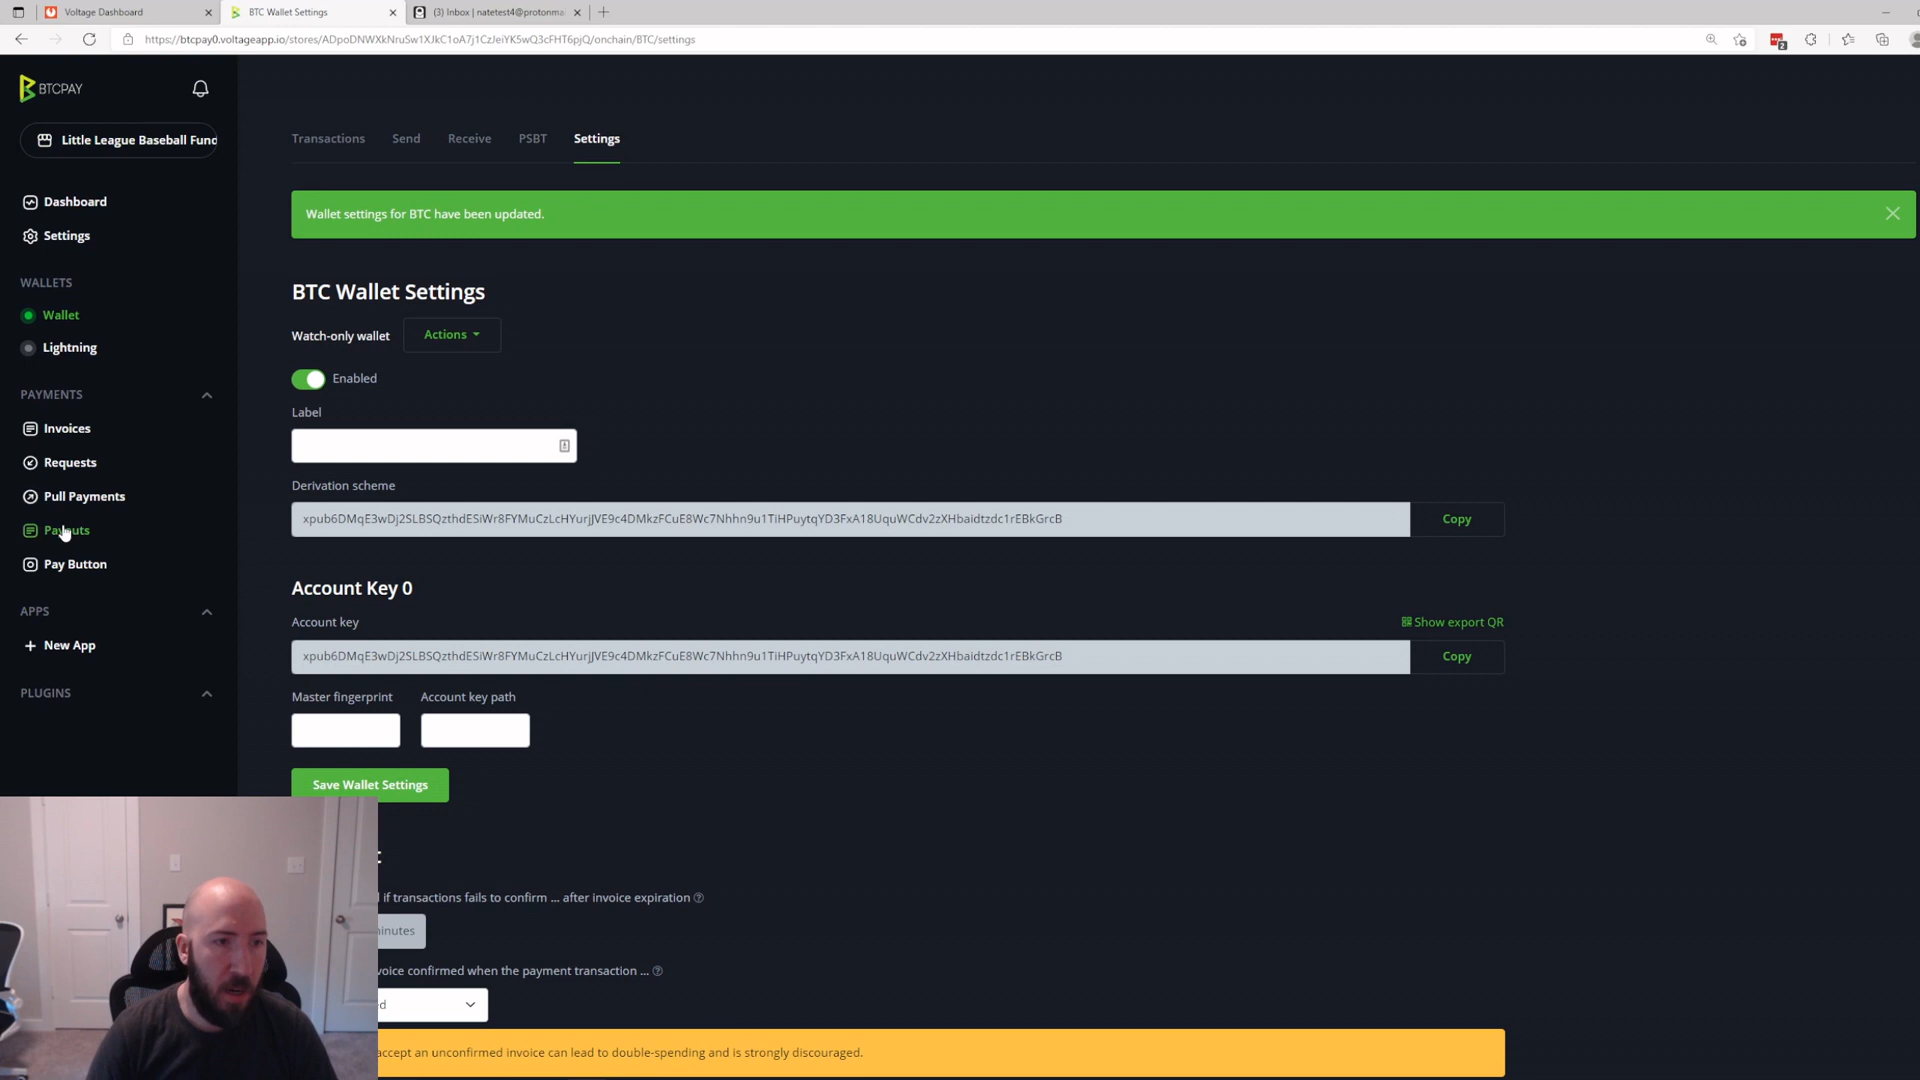 Voltage Dashboard
BTC Wallet Settings
(3) Inbox | natetest4@protonma
https://btcpay0.voltageapp.io/stores/ADpoDNWXkNruSw1XJkC1oA7j1CzJeiYK5wQ3cFHT6pjQ/onchain/BTC/settings
2
BTCPAY
Little League Baseball Fund
Dashboard
Settings
WALLETS
Wallet
Lightning
PAYMENTS
Invoices
Requests
Pull Payments
Payouts
Pay Button
APPS
New App
PLUGINS
Transactions Send Receive PSBT Settings
Wallet settings for BTC have been updated.
BTC Wallet Settings
Watch-only wallet Actions
Enabled
Label
Derivation scheme
xpub6DMqE3wDj2SLBSQzthdESiWr8FYMuCzLcHYurjJVE9c4DMkzFCuE8Wc7Nhhn9u1TiHPuytqYD3FxA18UquWCdv2zXHbaidtzdc1rEBkGrcB Copy
Account Key 0
Account key Show export QR
xpub6DMqE3wDj2SLBSQzthdESiWr8FYMuCzLcHYurjJVE9c4DMkzFCuE8Wc7Nhhn9u1TiHPuytqYD3FxA18UquWCdv2zXHbaidtzdc1rEBkGrcB Copy
Master fingerprint Account key path
Save Wallet Settings
if transactions fails to confirm ... after invoice expiration
inutes
voice confirmed when the payment transaction ...
d
accept an unconfirmed invoice can lead to double-spending and is strongly discouraged.